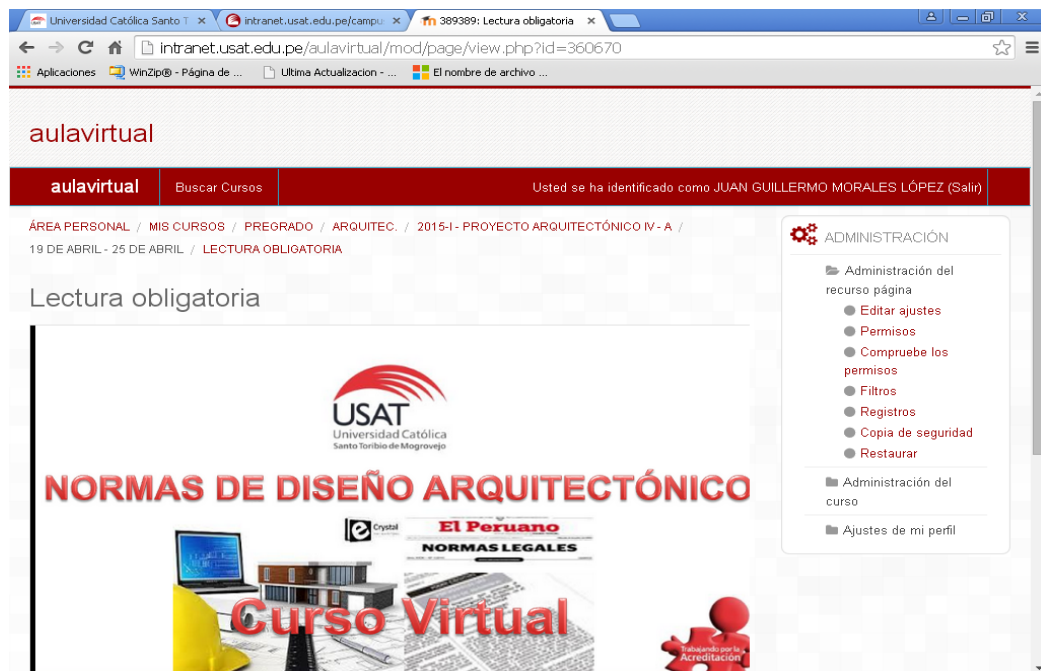 Universidad Católica Santo T
intranet.usat.edu.pe/campu
389389: Lectura obligatoria
intranet.usat.edu.pe/aulavirtual/mod/page/view.php?id=360670
Aplicaciones WinZip® - Página de ... Ultima Actualizacion - ... El nombre de archivo ...
aulavirtual
aulavirtual Buscar Cursos Usted se ha identificado como JUAN GUILLERMO MORALES LÓPEZ (Salir)
ÁREA PERSONAL / MIS CURSOS / PREGRADO / ARQUITEC. / 2015-I - PROYECTO ARQUITECTÓNICO IV - A /
19 DE ABRIL - 25 DE ABRIL / LECTURA OBLIGATORIA
Lectura obligatoria
USAT
Universidad Católica
Santo Toribio de Mogrovejo
NORMAS DE DISEÑO ARQUITECTÓNICO
e Crystal
El Peruano
NORMAS LEGALES
Curso Virtual
Trabajando por la
Acreditación
ADMINISTRACIÓN
Administración del
recurso página
Editar ajustes
Permisos
Compruebe los
permisos
Filtros
Registros
Copia de seguridad
Restaurar
Administración del
curso
Ajustes de mi perfil